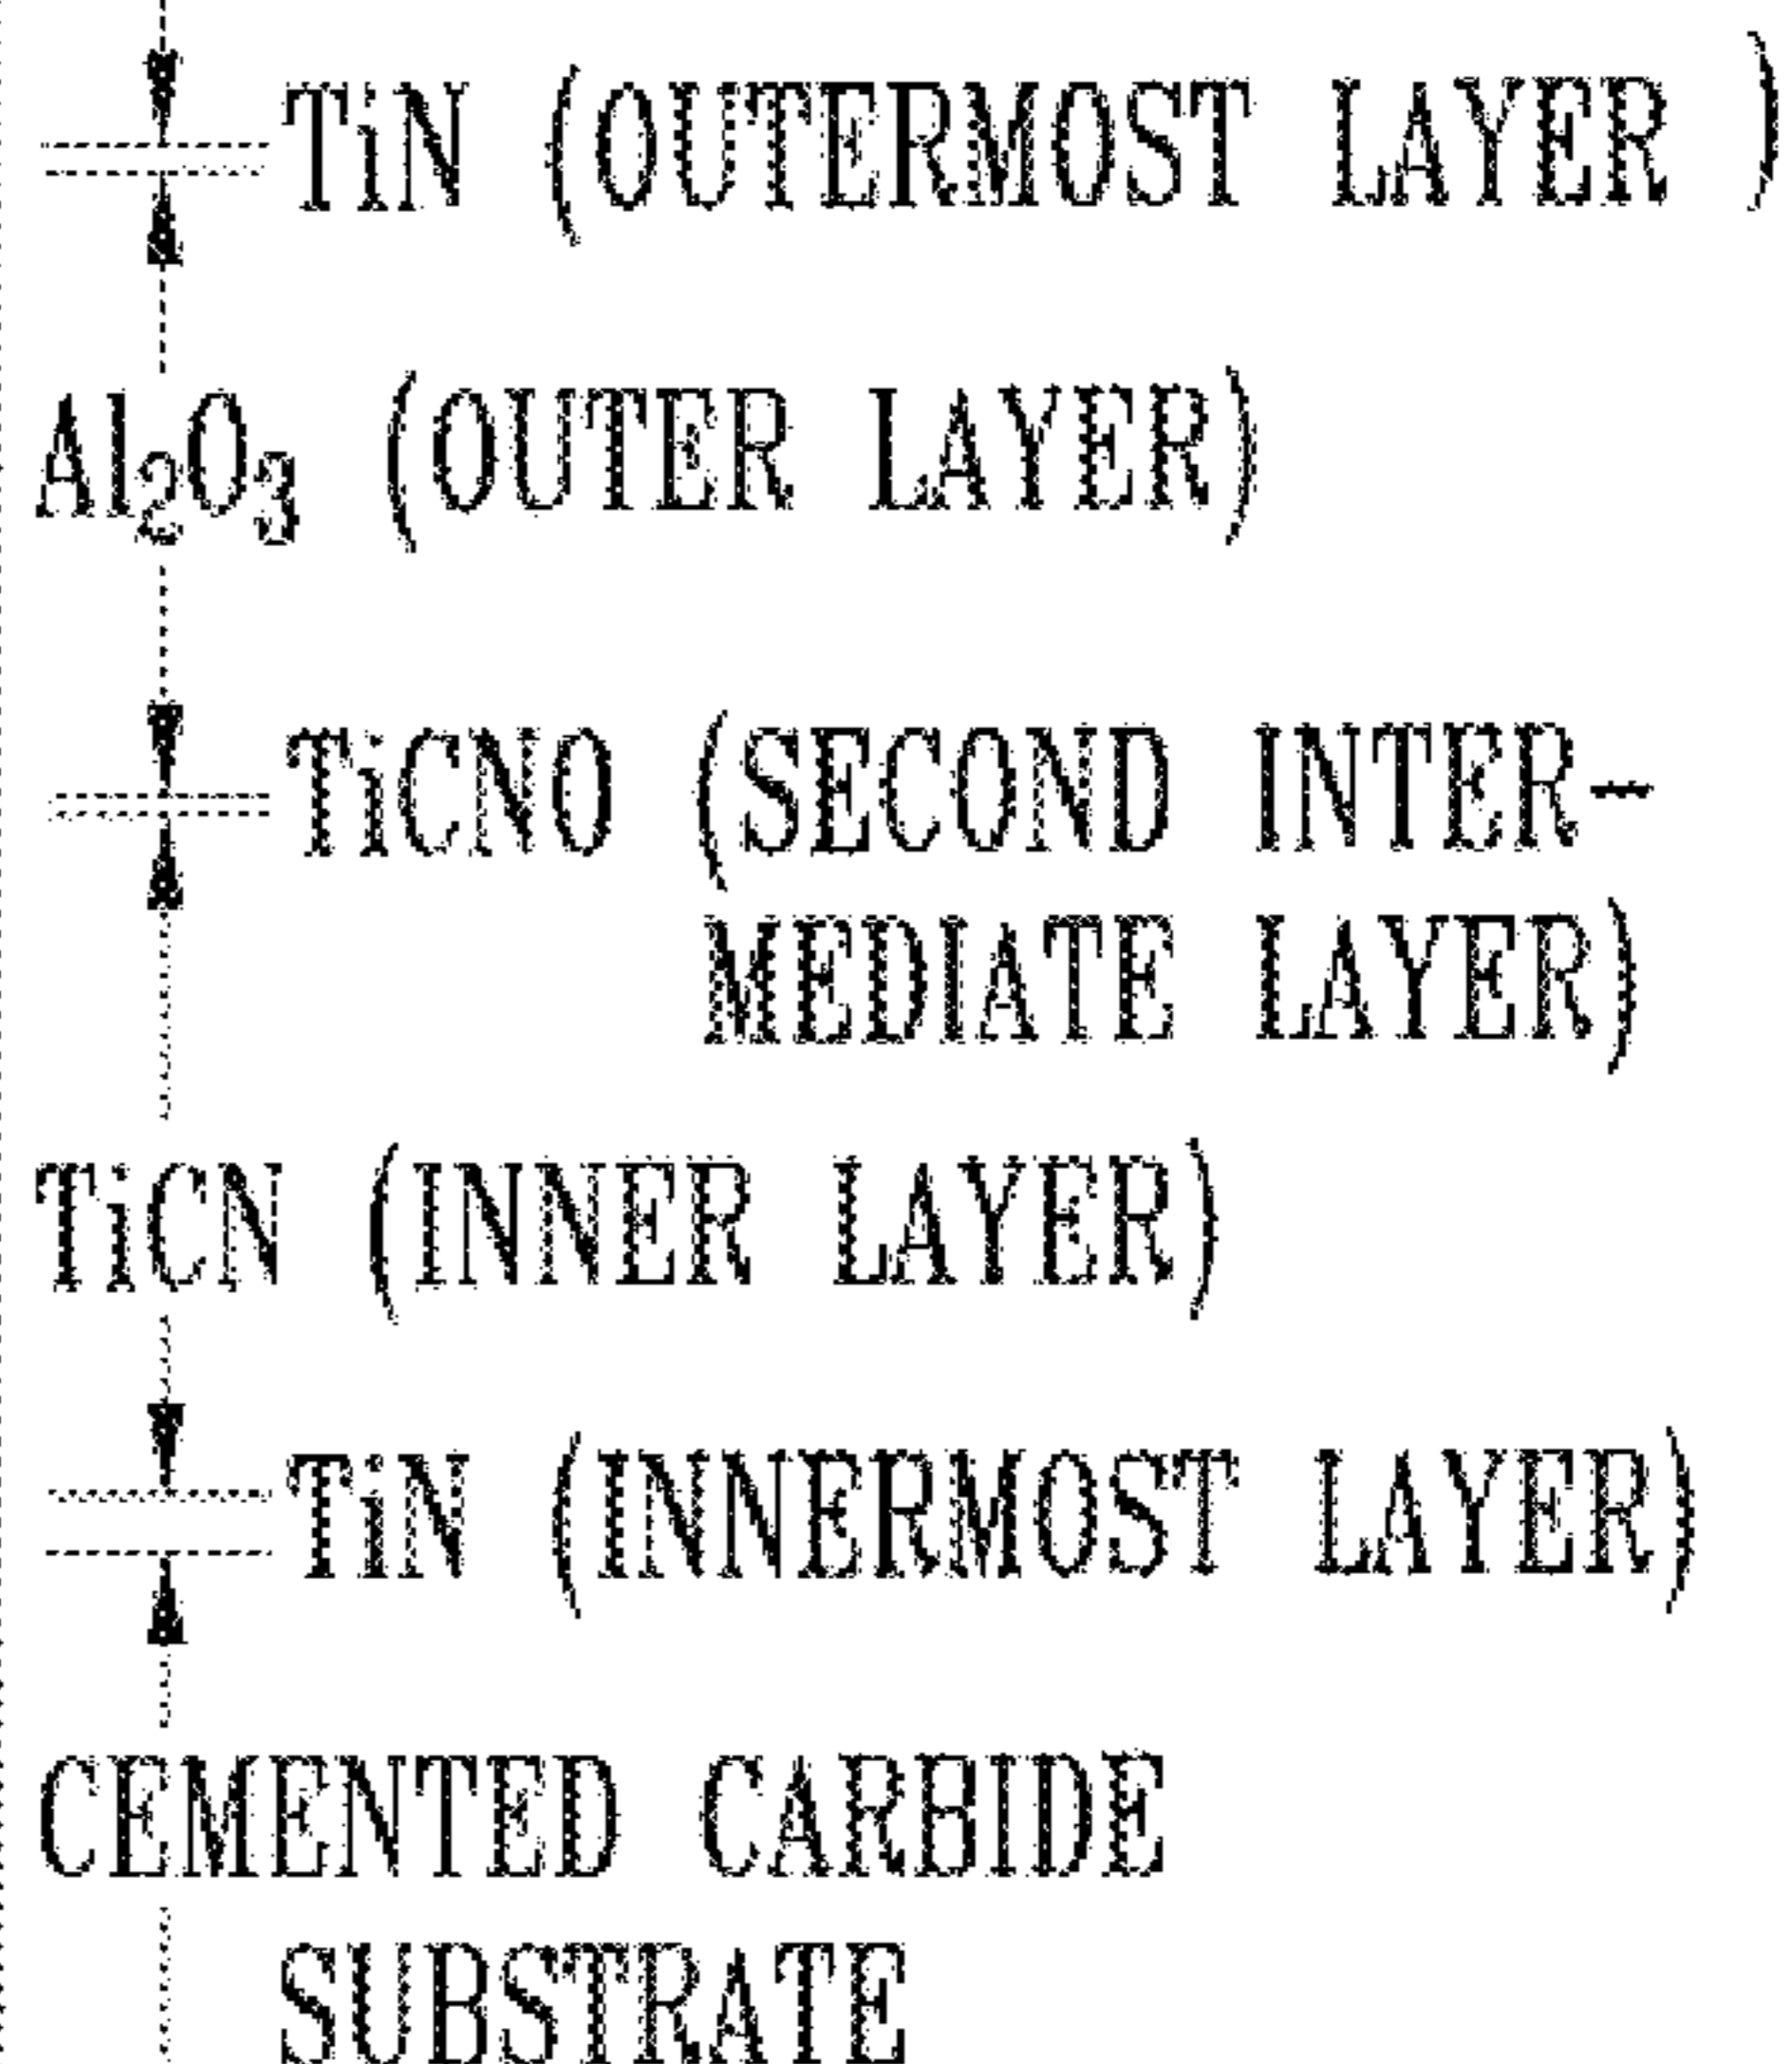 TiN (OUTERMOST LAYER )
Al₂O₃ (OUTER LAYER)
TiCNO (SECOND INTER-
MEDIATE LAYER)
TiCN (INNER LAYER)
TiN (INNERMOST LAYER)
CEMENTED CARBIDE
SUBSTRATE